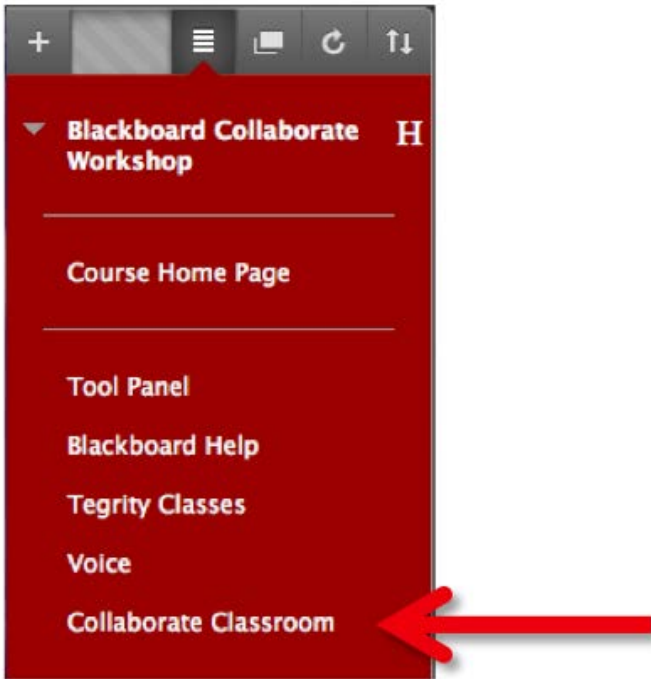 Blackboard Collaborate H
Workshop
Course Home Page
Tool Panel
Blackboard Help
Tegrity Classes
Voice
Collaborate Classroom